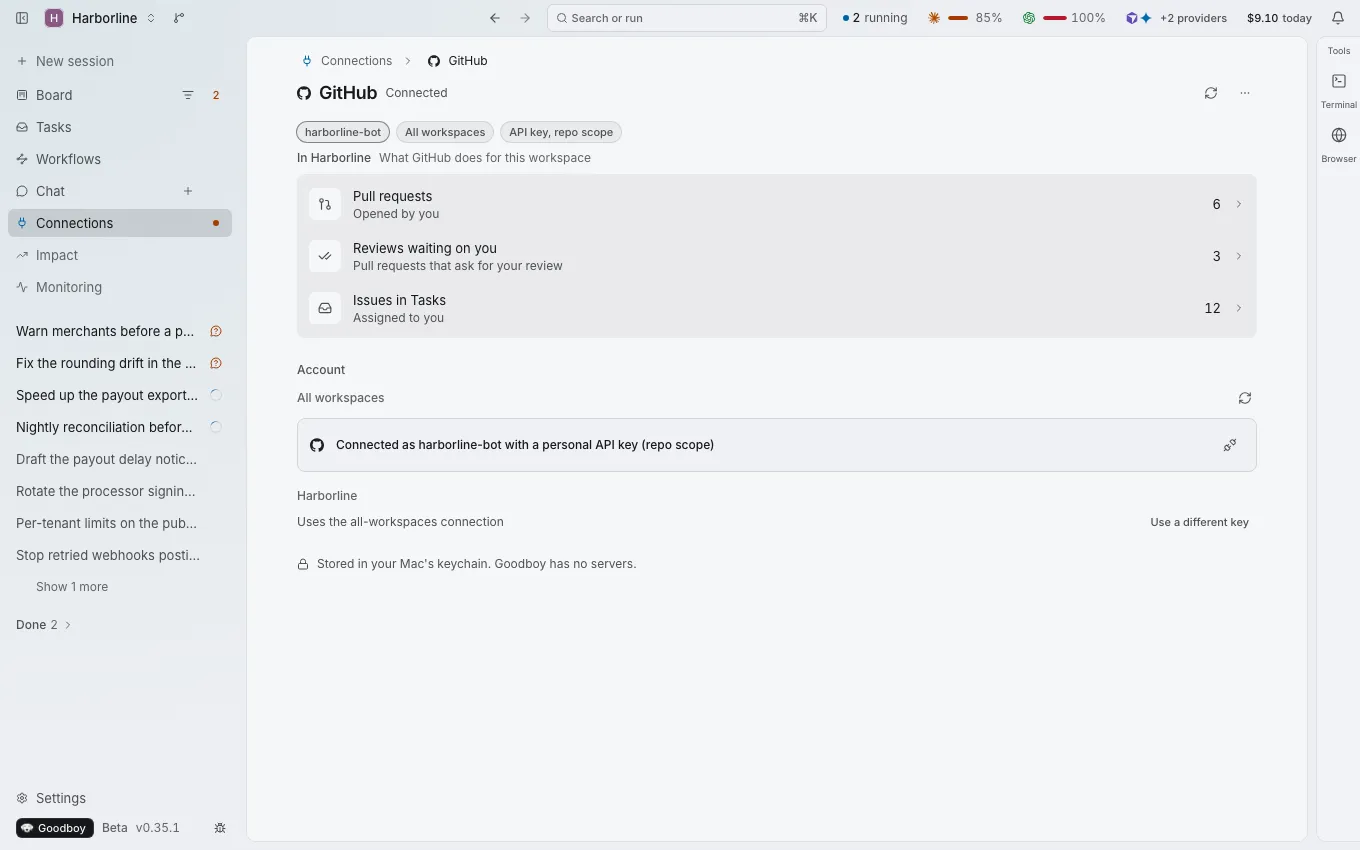 H Harborline
Search or run ⌘K
2 running
85%
100%
+2 providers
$9.10 today
New session
Board 2
Tasks
Workflows
Chat
Connections
Impact
Monitoring
Warn merchants before a p...
Fix the rounding drift in the ...
Speed up the payout export...
Nightly reconciliation befor...
Draft the payout delay notic...
Rotate the processor signin...
Per-tenant limits on the pub...
Stop retried webhooks posti...
Show 1 more
Done 2
Settings
Goodboy Beta v0.35.1
Connections GitHub
GitHub Connected
harborline-bot All workspaces API key, repo scope
In Harborline What GitHub does for this workspace
Pull requests
Opened by you
6
Reviews waiting on you
Pull requests that ask for your review
3
Issues in Tasks
Assigned to you
12
Account
All workspaces
Connected as harborline-bot with a personal API key (repo scope)
Harborline
Uses the all-workspaces connection Use a different key
Stored in your Mac's keychain. Goodboy has no servers.
Tools
Terminal
Browser